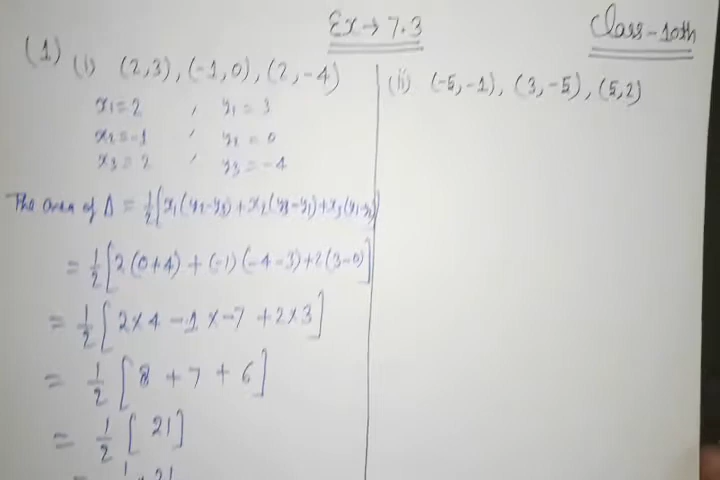 Ex → 7.3
Class-10th
(1) (i) (2,3), (-1,0), (2,-4)
x₁=2 , y₁ = 3
x₂=-1 , y₂ = 0
x₃=2 , y₃ = -4
The area of Δ = 1/2[x₁(y₂-y₃)+x₂(y₃-y₁)+x₃(y₁-y₂)]
= 1/2[2(0+4)+(-1)(-4-3)+2(3-0)]
= 1/2[2×4-1×-7+2×3]
= 1/2[8+7+6]
= 1/2[21]
(ii) (-5,-1), (3,-5), (5,2)